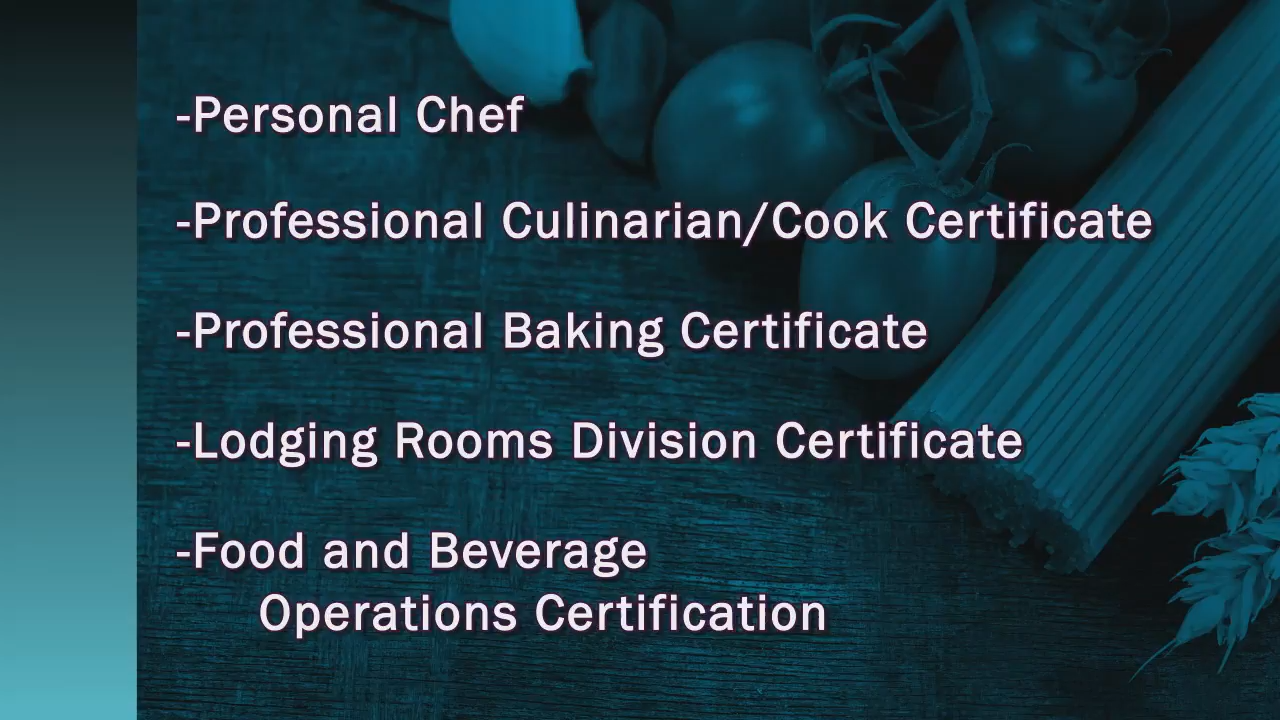 -Personal Chef
-Professional Culinarian/Cook Certificate
-Professional Baking Certificate
-Lodging Rooms Division Certificate
-Food and Beverage
Operations Certification